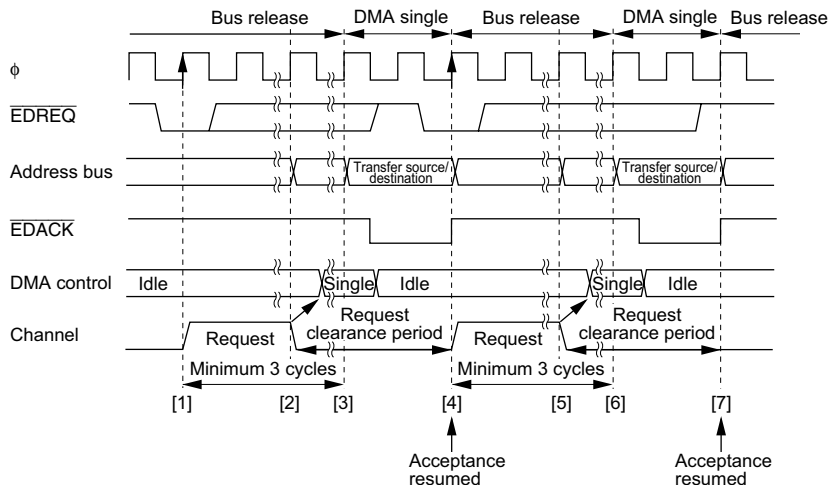 Bus release DMA single Bus release DMA single Bus release
φ
EDREQ
Address bus Transfer source/ destination Transfer source/ destination
EDACK
DMA control Idle Single Idle Single Idle
Channel Request Request clearance period Request Request clearance period
Minimum 3 cycles Minimum 3 cycles
[1] [2] [3] [4] [5] [6] [7]
Acceptance resumed Acceptance resumed